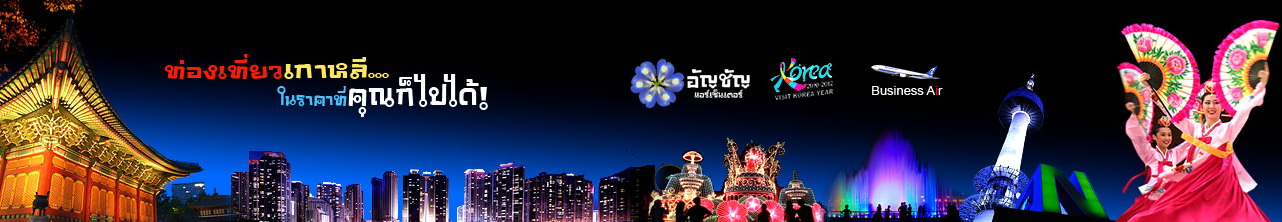 ท่องเที่ยวเกาหลี...
ในราคาที่คุณก็ไปได้!
อัญชัญ
แอร์เซ็นเตอร์
Korea
2010-2012
VISIT KOREA YEAR
Business Air